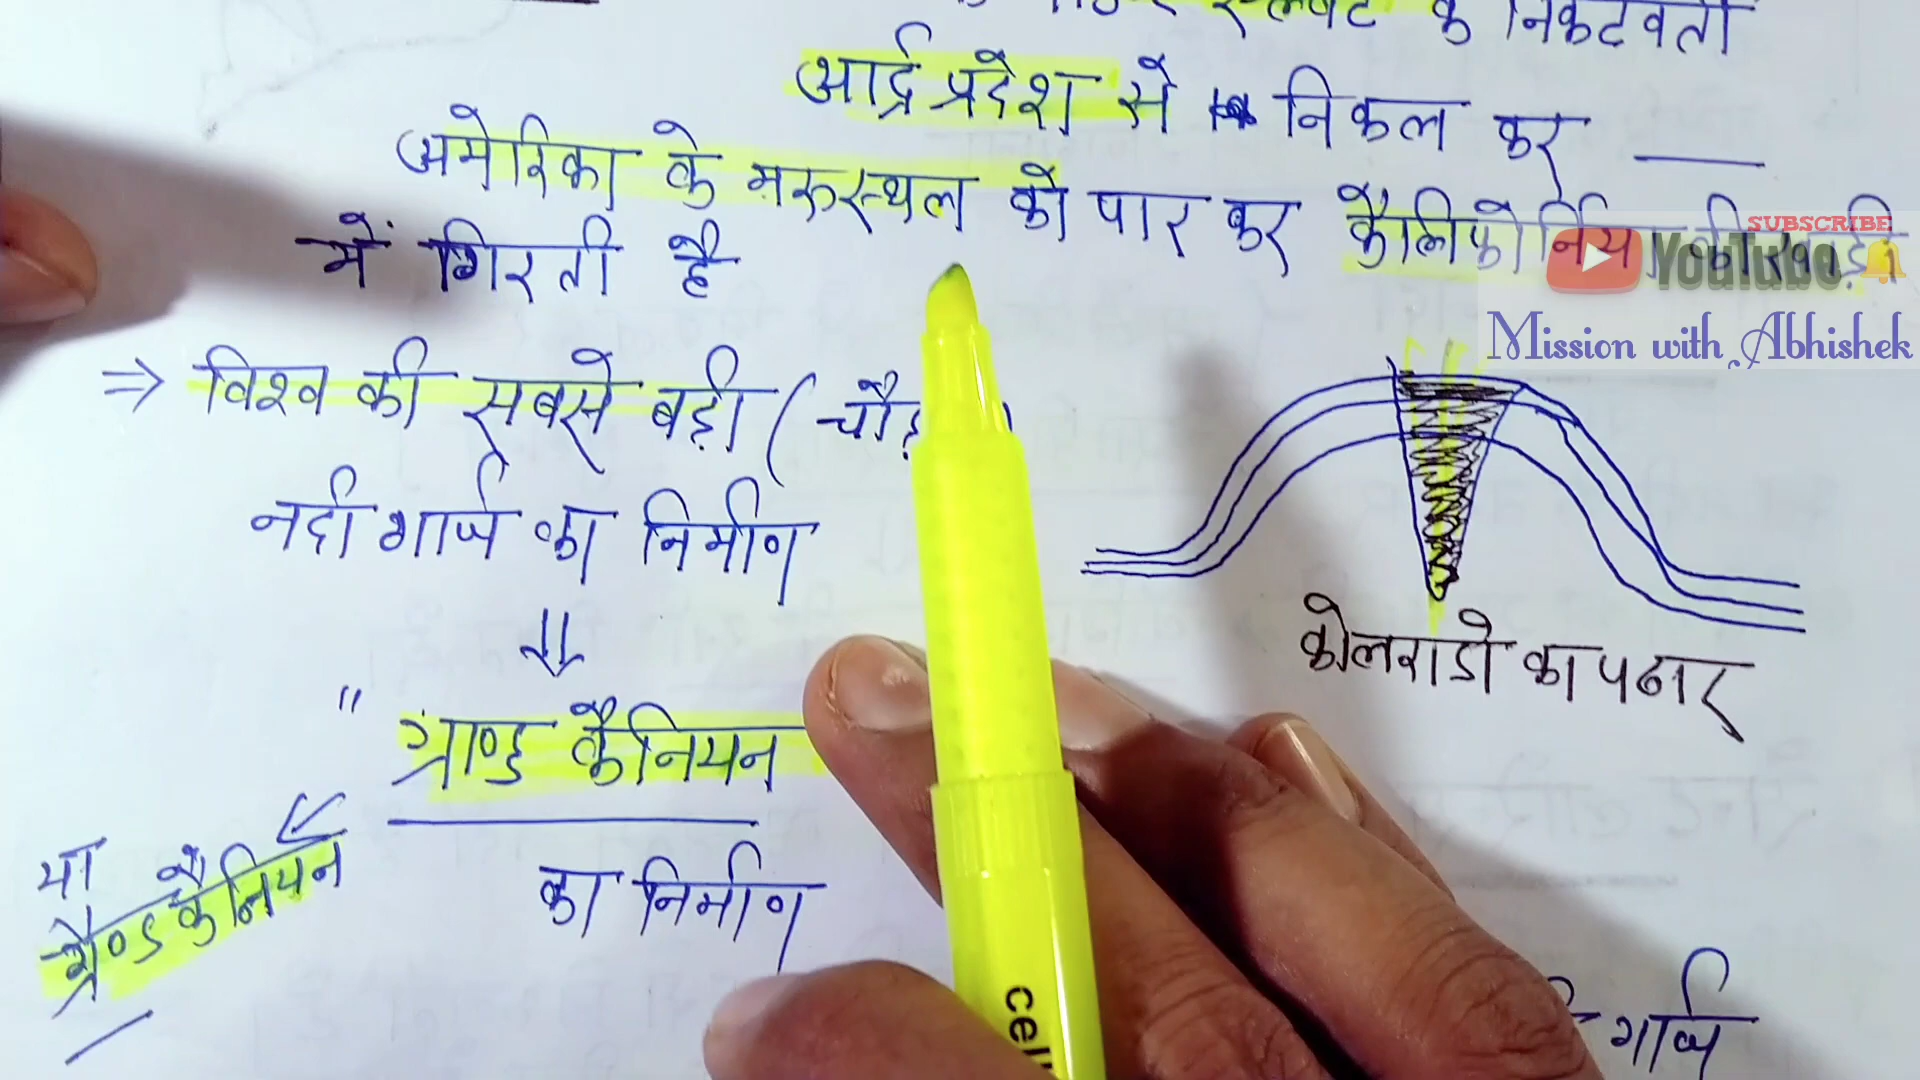 के निकटवर्ती
आर्द्र प्रदेश से निकल कर
अमेरिका के मरुस्थल को पार कर कैलिफोर्निया की खाड़ी
में गिरती है
SUBSCRIBE
YouTube
Mission with Abhishek
⇒ विश्व की सबसे बड़ी (
नदी गार्ज का निर्माण
कोलराडो का पठार
" ग्राण्ड कैनियन
या
ग्रैण्ड कैनियन
का निर्माण
गार्ज
cell